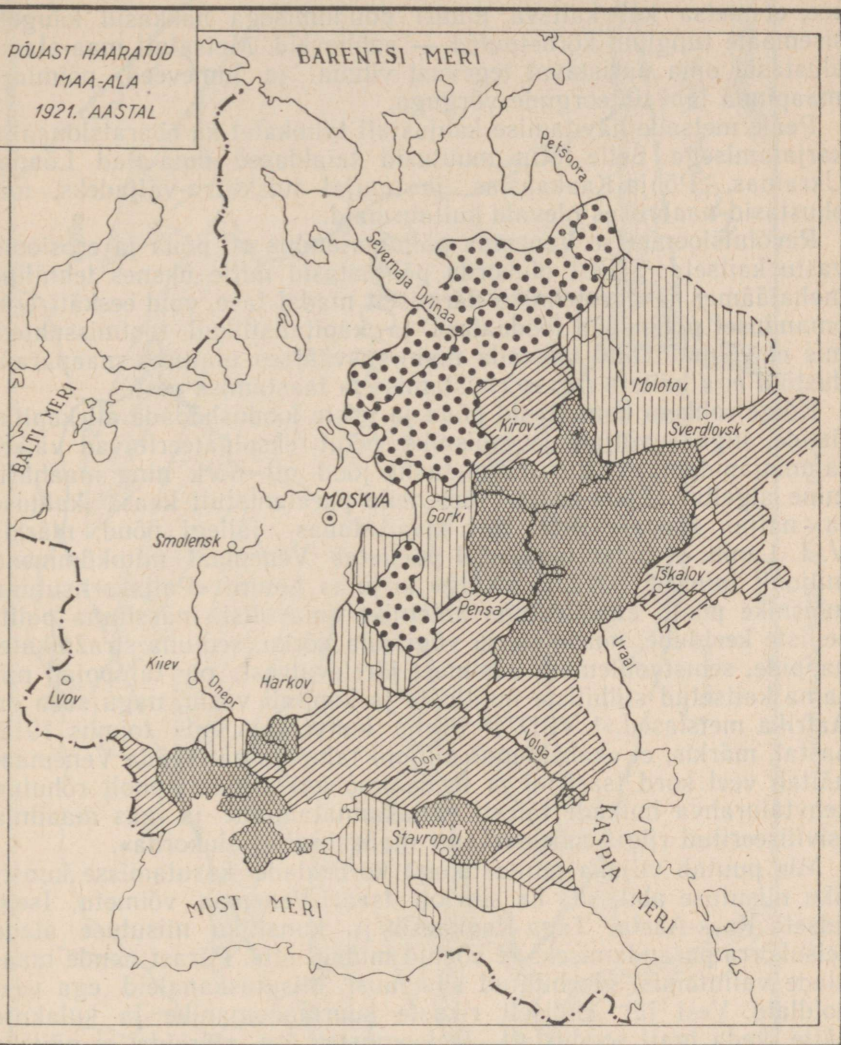 PÕUAST HAARATUD
MAA-ALA
1921. AASTAL
BARENTSI MERI
Petšoora
Severnaja Dvinaa
BALTI MERI
Molotov
Kirov
Sverdlovsk
MOSKVA
Gorki
Smolensk
Tškalov
Pensa
Uraal
Kiiev
Dnepr
Harkov
Lvov
Don
Volga
Stavropol
KASPIA MERI
MUST MERI